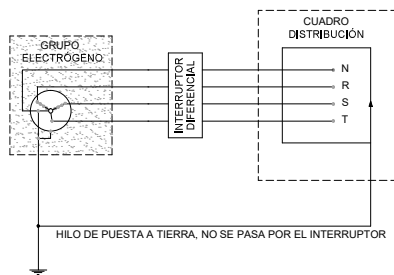 CUADRO
DISTRIBUCIÓN
GRUPO
ELECTRÓGENO
INTERRUPTOR
DIFERENCIAL
N
R
S
T
HILO DE PUESTA A TIERRA, NO SE PASA POR EL INTERRUPTOR